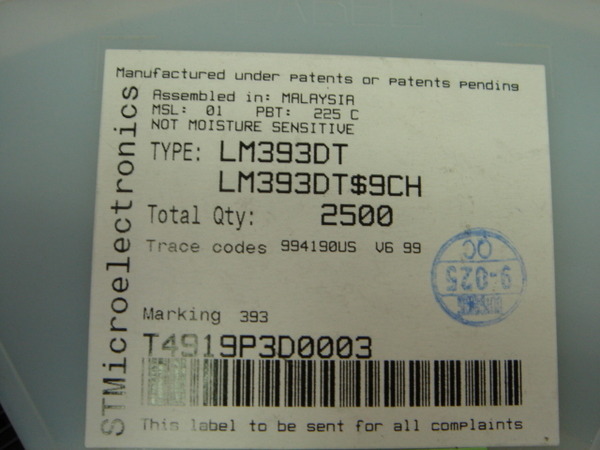 Manufactured under patents or patents pending
STMicroelectronics
Assembled in: MALAYSIA
MSL: 01 PBT: 225 C
NOT MOISTURE SENSITIVE
TYPE: LM393DT
LM393DT$9CH
Total Qty: 2500
Trace codes 994190US V6 99
QC
9-025
Marking 393
T4919P3D0003
This label to be sent for all complaints